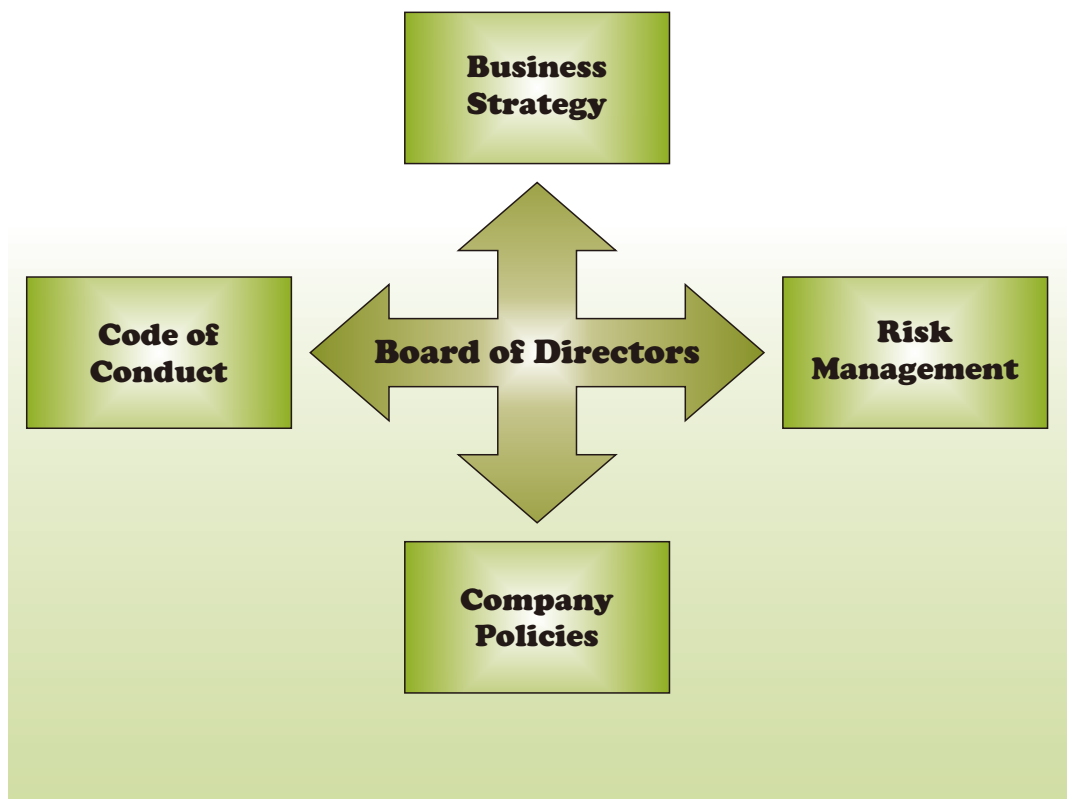 Business
Strategy
Code of
Conduct
Board of Directors
Risk
Management
Company
Policies